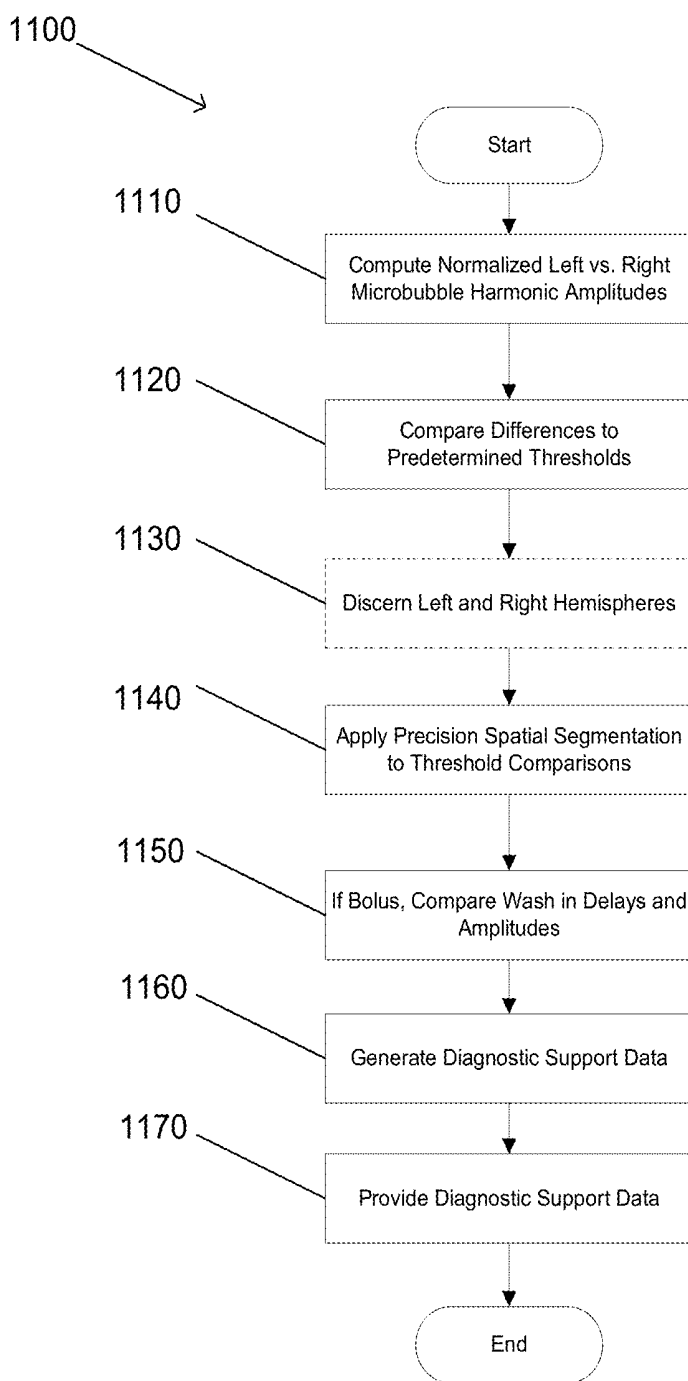 1100
Start
1110
Compute Normalized Left vs. Right
Microbubble Harmonic Amplitudes
1120
Compare Differences to
Predetermined Thresholds
1130
Discern Left and Right Hemispheres
1140
Apply Precision Spatial Segmentation
to Threshold Comparisons
1150
If Bolus, Compare Wash in Delays and
Amplitudes
1160
Generate Diagnostic Support Data
1170
Provide Diagnostic Support Data
End